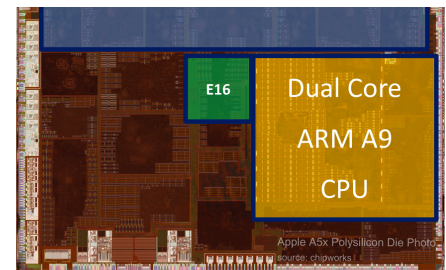 E16
Dual Core
ARM A9
CPU
Apple A5x Polysilicon Die Photo
source: chipworks